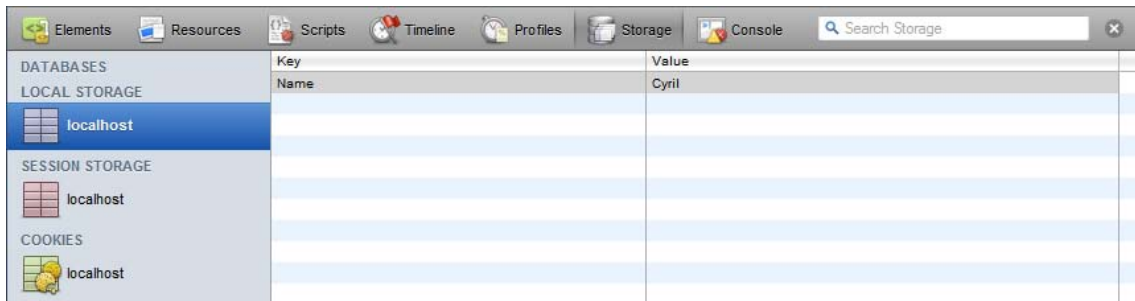 Elements Resources Scripts Timeline Profiles Storage Console Search Storage
DATABASES
LOCAL STORAGE
localhost
SESSION STORAGE
localhost
COOKIES
localhost
Key Value
Name Cyril